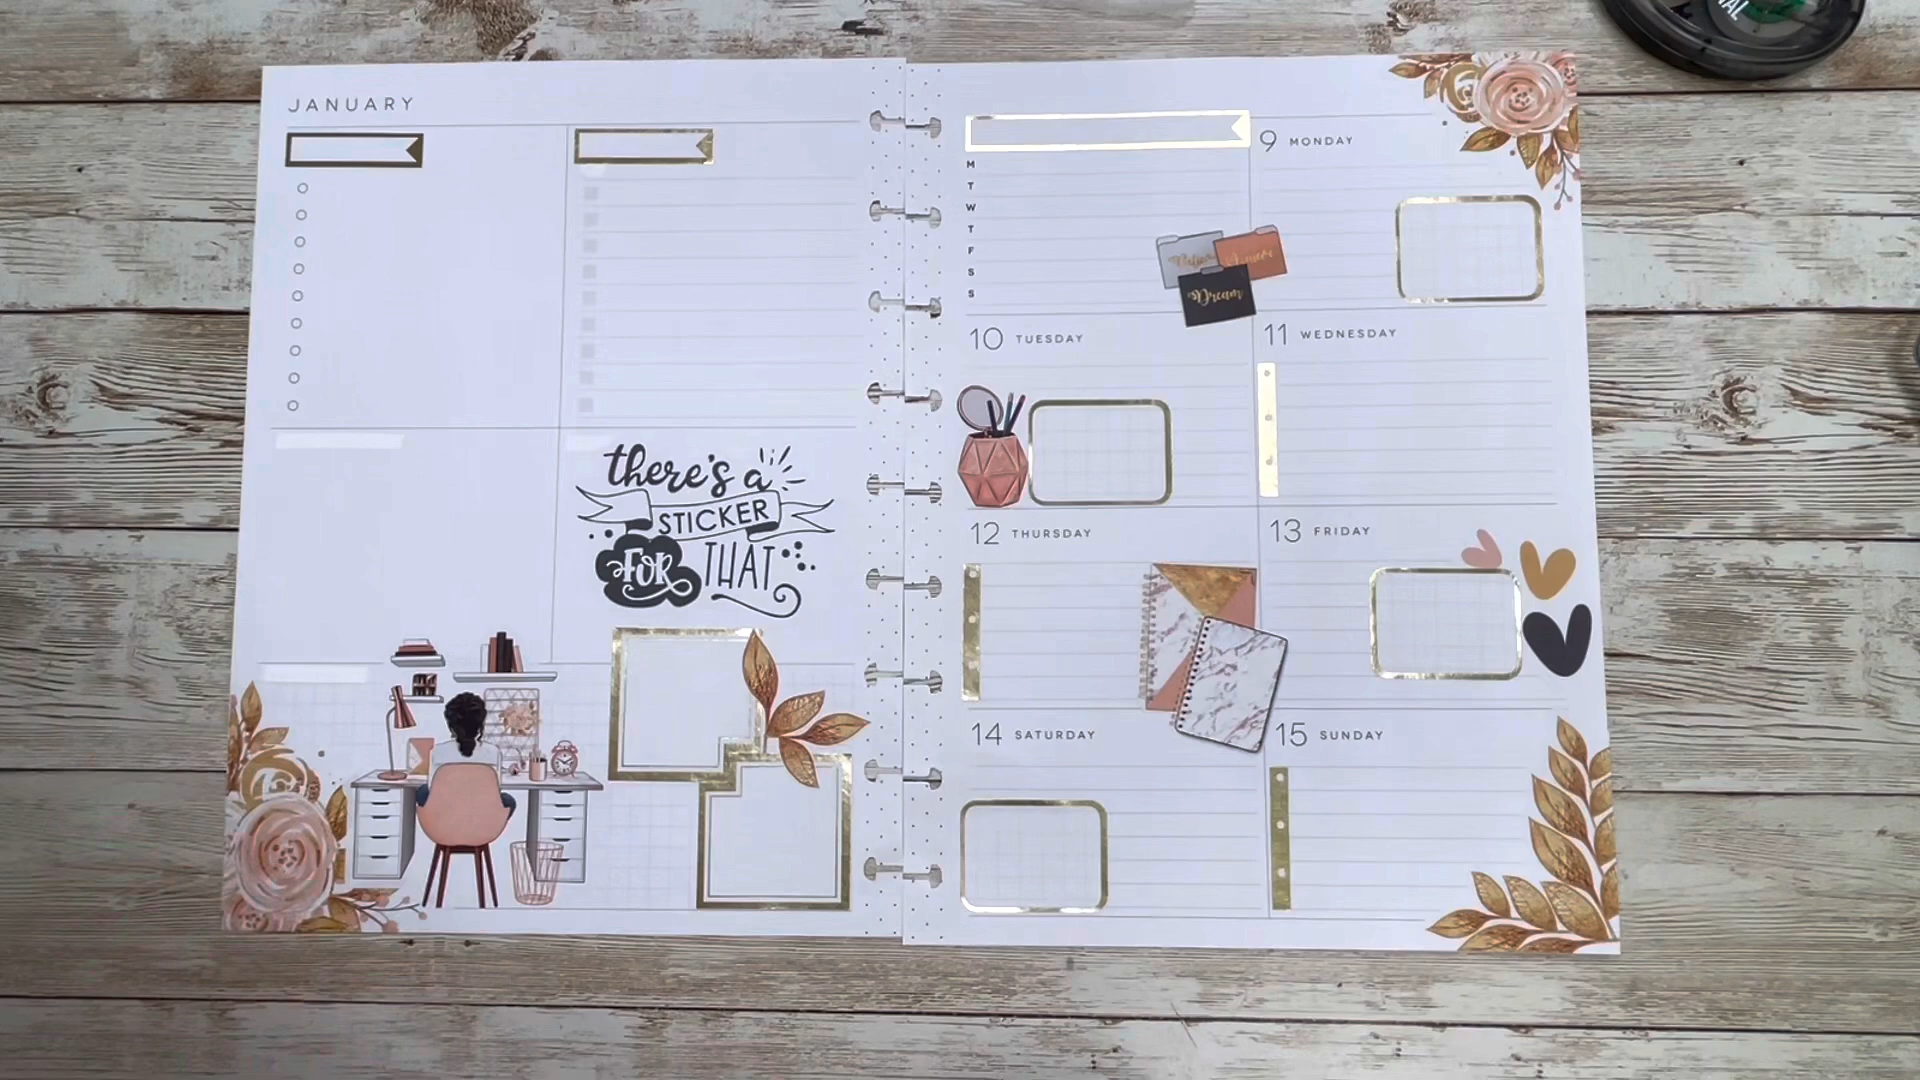 JANUARY
there's a
STICKER
FOR THAT
M
T
W
T
F
S
S
Dream
9 MONDAY
10 TUESDAY
11 WEDNESDAY
12 THURSDAY
13 FRIDAY
14 SATURDAY
15 SUNDAY